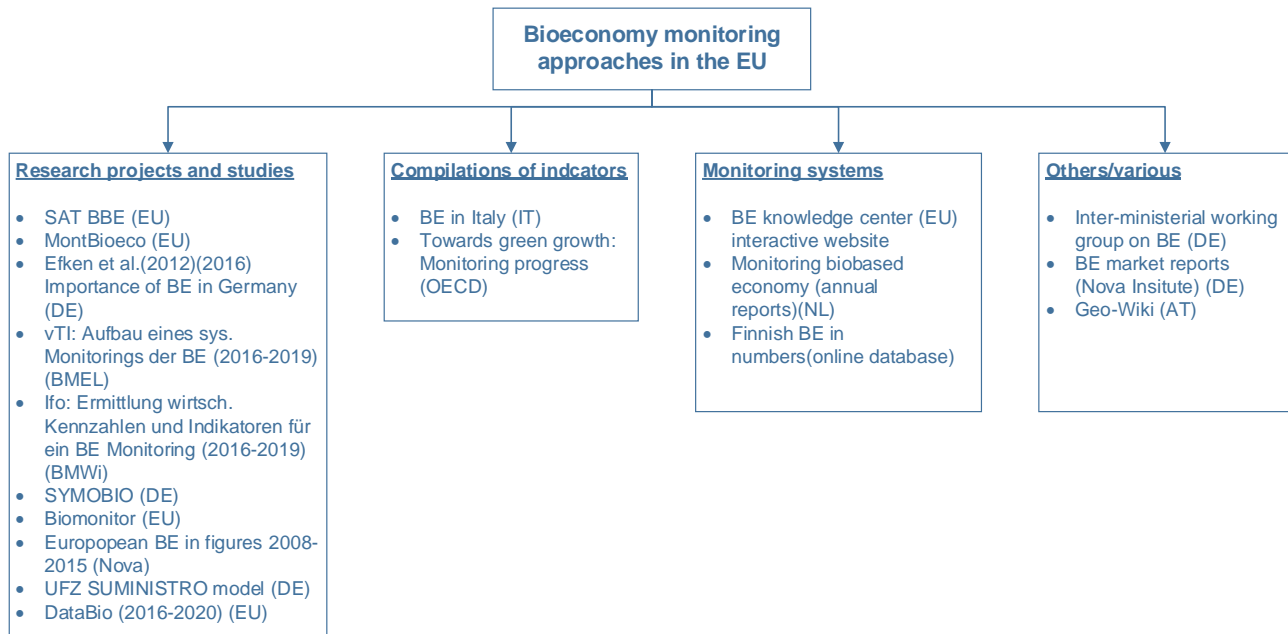 Bioeconomy monitoring
approaches in the EU
Research projects and studies
• SAT BBE (EU)
• MontBioeco (EU)
• Efken et al.(2012)(2016)
Importance of BE in Germany
(DE)
• vTI: Aufbau eines sys.
Monitorings der BE (2016-2019)
(BMEL)
• Ifo: Ermittlung wirtsch.
Kennzahlen und Indikatoren für
ein BE Monitoring (2016-2019)
(BMWi)
• SYMOBIO (DE)
• Biomonitor (EU)
• Europopean BE in figures 2008-
2015 (Nova)
• UFZ SUMINISTRO model (DE)
• DataBio (2016-2020) (EU)
Compilations of indcators
• BE in Italy (IT)
• Towards green growth:
Monitoring progress
(OECD)
Monitoring systems
• BE knowledge center (EU)
interactive website
• Monitoring biobased
economy (annual
reports)(NL)
• Finnish BE in
numbers(online database)
Others/various
• Inter-ministerial working
group on BE (DE)
• BE market reports
(Nova Insitute) (DE)
• Geo-Wiki (AT)